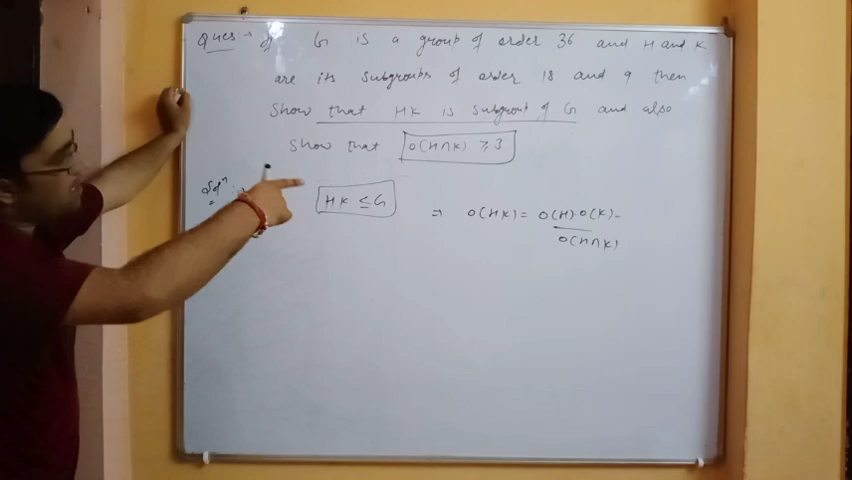 Ques → If G is a group of order 36 and H and K
are its subgroups of order 18 and 9 then
Show that HK is subgroup of G and also
Show that O(H∩K) ≥ 3
Solⁿ :
HK ≤ G ⇒ O(HK) = O(H)·O(K)
O(H∩K)